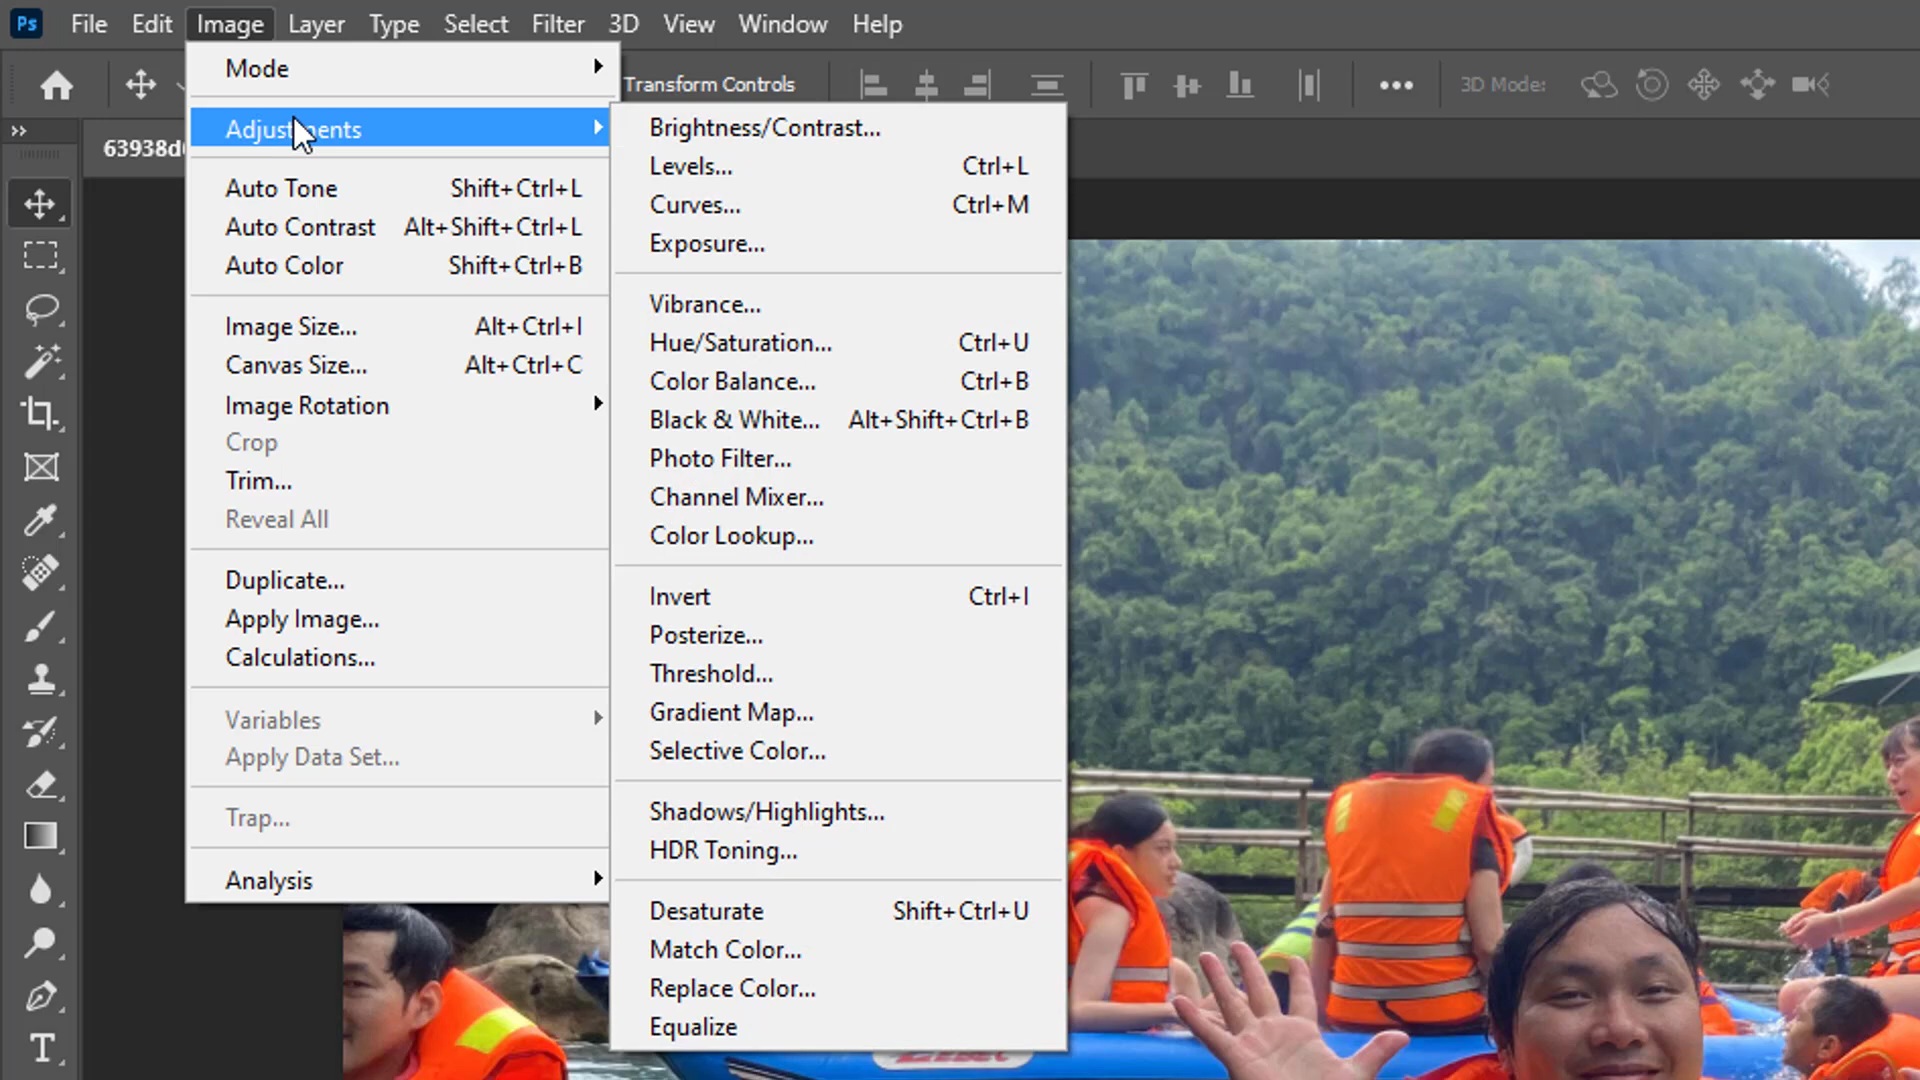 Ps File Edit Image Layer Type Select Filter 3D View Window Help
Transform Controls 3D Mode:
Mode
Adjustments
Auto Tone Shift+Ctrl+L
Auto Contrast Alt+Shift+Ctrl+L
Auto Color Shift+Ctrl+B
Image Size... Alt+Ctrl+I
Canvas Size... Alt+Ctrl+C
Image Rotation
Crop
Trim...
Reveal All
Duplicate...
Apply Image...
Calculations...
Variables
Apply Data Set...
Trap...
Analysis
Brightness/Contrast...
Levels... Ctrl+L
Curves... Ctrl+M
Exposure...
Vibrance...
Hue/Saturation... Ctrl+U
Color Balance... Ctrl+B
Black & White... Alt+Shift+Ctrl+B
Photo Filter...
Channel Mixer...
Color Lookup...
Invert Ctrl+I
Posterize...
Threshold...
Gradient Map...
Selective Color...
Shadows/Highlights...
HDR Toning...
Desaturate Shift+Ctrl+U
Match Color...
Replace Color...
Equalize